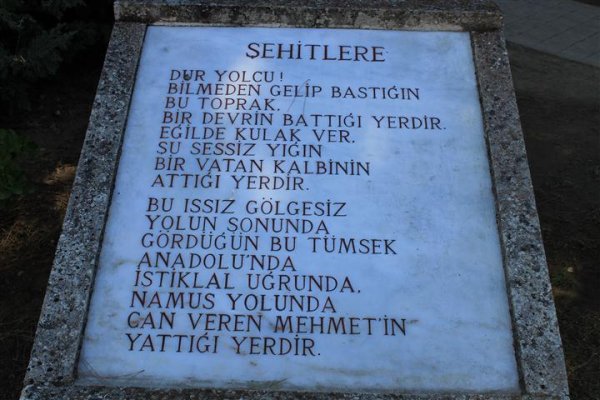 ŞEHİTLERE
DUR YOLCU!
BİLMEDEN GELİP BASTIĞIN
BU TOPRAK,
BİR DEVRİN BATTIĞI YERDİR.
EĞİLDE KULAK VER,
ŞU SESSİZ YIĞIN
BİR VATAN KALBİNİN
ATTIĞI YERDİR.
BU ISSIZ GÖLGESİZ
YOLUN SONUNDA
GÖRDÜĞÜN BU TÜMSEK
ANADOLU'NDA
İSTİKLAL UĞRUNDA,
NAMUS YOLUNDA
CAN VEREN MEHMET'İN
YATTIĞI YERDİR.